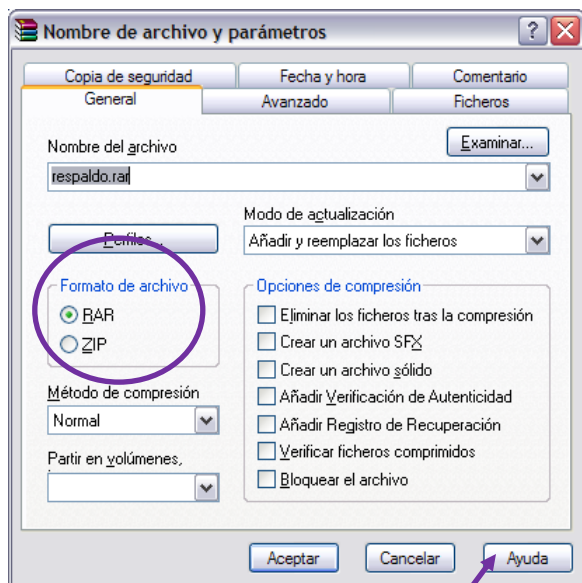 Nombre de archivo y parámetros
Copia de seguridad Fecha y hora Comentario
General Avanzado Ficheros
Nombre del archivo
Examinar...
respaldo.rar
Modo de actualización
Perfiles... Añadir y reemplazar los ficheros
Formato de archivo
RAR
ZIP
Método de compresión
Normal
Partir en volúmenes,
Opciones de compresión
Eliminar los ficheros tras la compresión
Crear un archivo SFX
Crear un archivo sólido
Añadir Verificación de Autenticidad
Añadir Registro de Recuperación
Verificar ficheros comprimidos
Bloquear el archivo
Aceptar Cancelar Ayuda